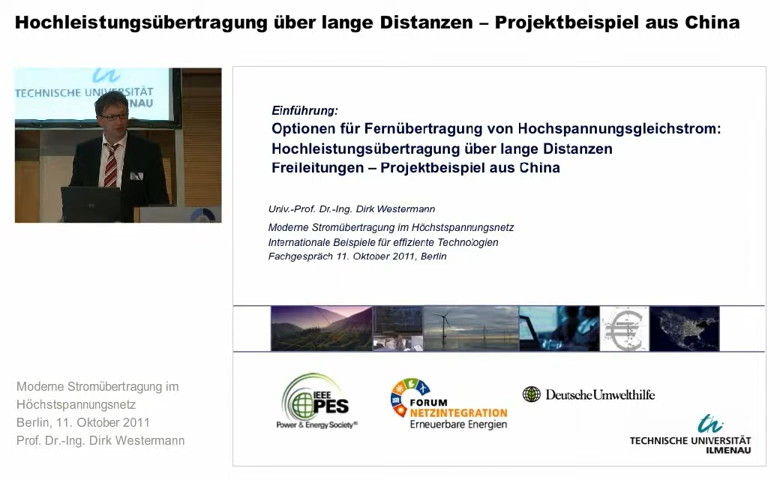 Hochleistungsübertragung über lange Distanzen – Projektbeispiel aus China
TECHNISCHE UNIVERSITÄT
ILMENAU
Einführung:
Optionen für Fernübertragung von Hochspannungsgleichstrom:
Hochleistungsübertragung über lange Distanzen
Freileitungen – Projektbeispiel aus China
Univ.-Prof. Dr.-Ing. Dirk Westermann
Moderne Stromübertragung im Höchstspannungsnetz
Internationale Beispiele für effiziente Technologien
Fachgespräch 11. Oktober 2011, Berlin
€
IEEE
PES
Power & Energy Society®
FORUM
NETZINTEGRATION
Erneuerbare Energien
Deutsche Umwelthilfe
th
TECHNISCHE UNIVERSITÄT
ILMENAU
Moderne Stromübertragung im
Höchstspannungsnetz
Berlin, 11. Oktober 2011
Prof. Dr.-Ing. Dirk Westermann